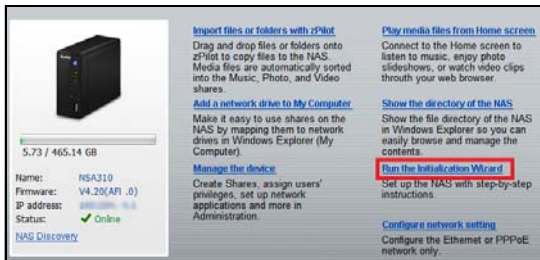 5.73 / 465.14 GB
Name: NSA310
Firmware: V4.20(AFI .0)
IP address:
Status: Online
NAS Discovery
Import files or folders with zPilot
Drag and drop files or folders onto
zPilot to copy files to the NAS.
Media files are automatically sorted
into the Music, Photo, and Video
shares.
Add a network drive to My Computer
Make it easy to use shares on the
NAS by mapping them to network
drives in Windows Explorer (My
Computer).
Manage the device
Create Shares, assign users'
privileges, set up network
applications and more in
Administration.
Play media files from Home screen
Connect to the Home screen to
listen to music, enjoy photo
slideshows, or watch video clips
throuth your web browser.
Show the directory of the NAS
Show the file directory of the NAS
in Windows Explorer so you can
easily browse and manage the
contents.
Run the Initialization Wizard
Set up the NAS with step-by-step
instructions.
Configure network setting
Configure the Ethernet or PPPoE
network only.